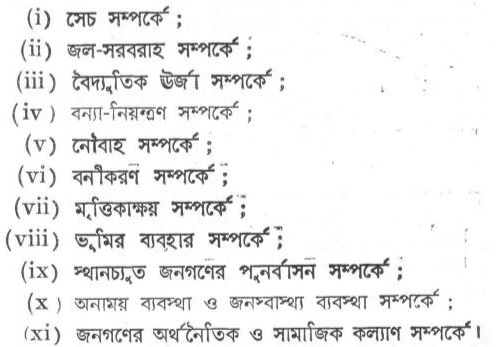 (i) সেচ সম্পর্কে ;
(ii) জল-সরবরাহ সম্পর্কে ;
(iii) বৈদ্যুতিক ঊর্জা সম্পর্কে ;
(iv) বন্যা-নিয়ন্ত্রণ সম্পর্কে ;
(v) নৌবাহ সম্পর্কে ;
(vi) বনীকরণ সম্পর্কে ;
(vii) মৃত্তিকাক্ষয় সম্পর্কে ;
(viii) ভূমির ব্যবহার সম্পর্কে ;
(ix) স্থানচ্যুত জনগণের পুনর্বাসন সম্পর্কে ;
(x) অনাময় ব্যবস্থা ও জনস্বাস্থ্য ব্যবস্থা সম্পর্কে ;
(xi) জনগণের অর্থনৈতিক ও সামাজিক কল্যাণ সম্পর্কে।